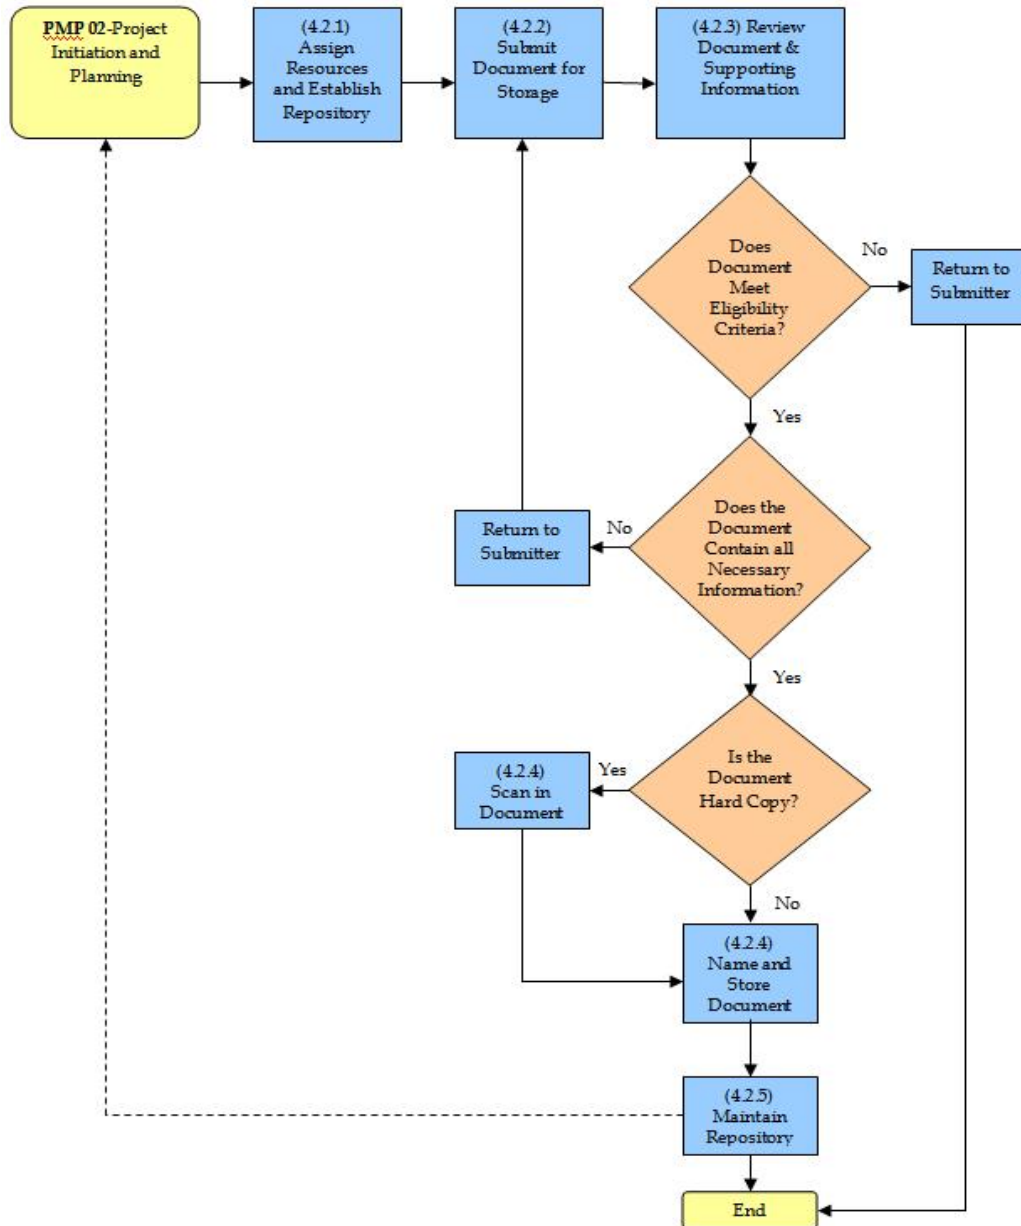 PMP 02-Project
Initiation and
Planning
(4.2.1)
Assign
Resources
and Establish
Repository
(4.2.2)
Submit
Document for
Storage
(4.2.3) Review
Document &
Supporting
Information
Does
Document
Meet
Eligibility
Criteria?
No
Return to
Submitter
Yes
Does the
Document
Contain all
Necessary
Information?
No
Return to
Submitter
Yes
Is the
Document
Hard Copy?
Yes
(4.2.4)
Scan in
Document
No
(4.2.4)
Name and
Store
Document
(4.2.5)
Maintain
Repository
End